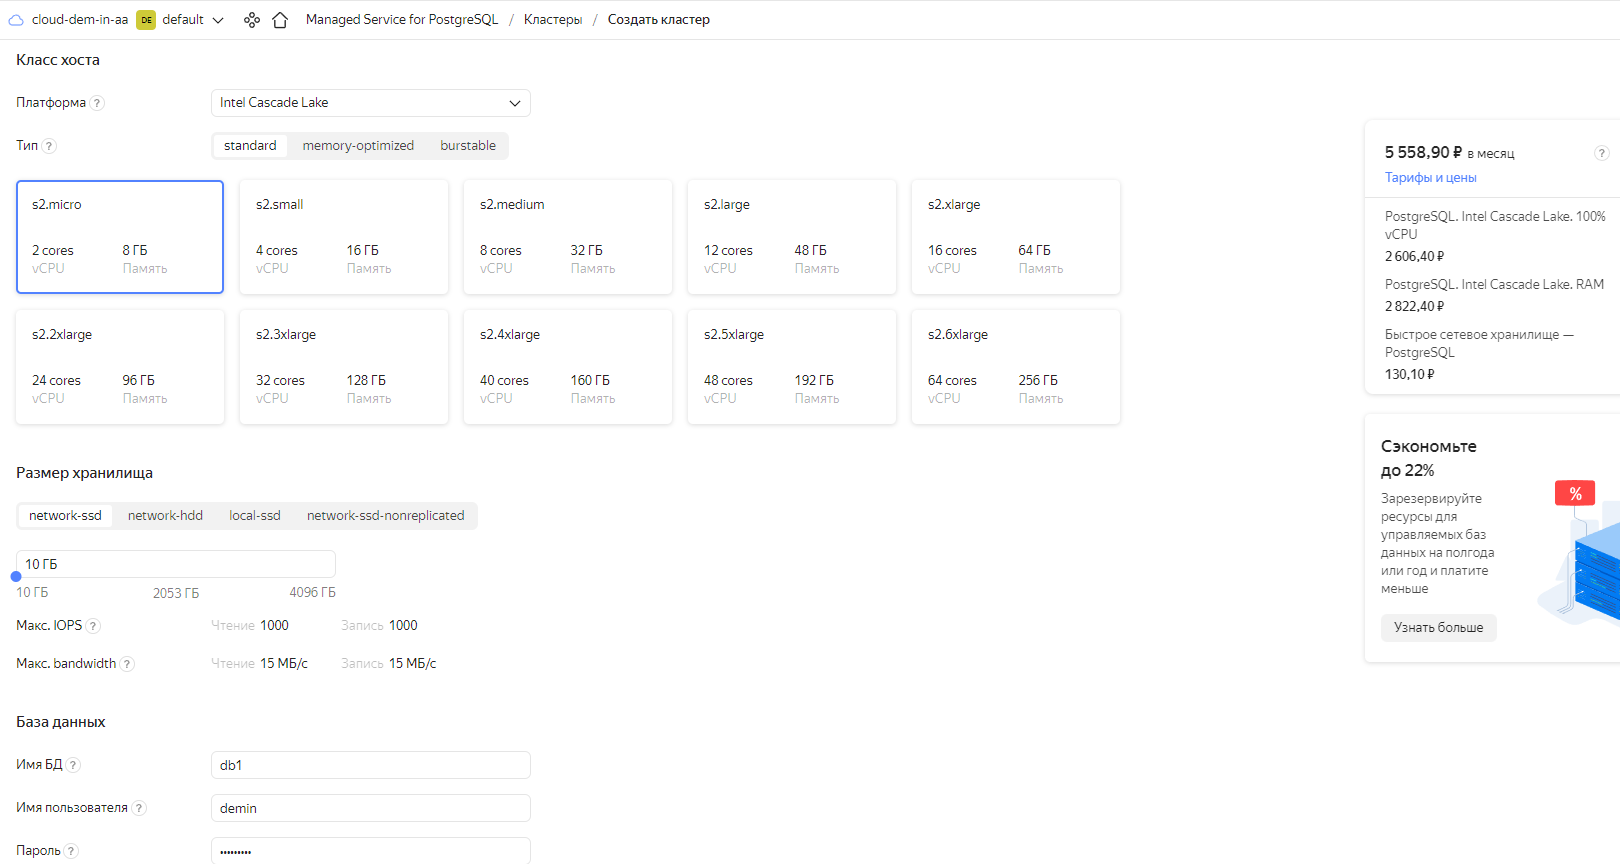 cloud-dem-in-aa DE default Managed Service for PostgreSQL / Кластеры / Создать кластер
Класс хоста
Платформа ? Intel Cascade Lake
Тип ? standard memory-optimized burstable
s2.micro s2.small s2.medium s2.large s2.xlarge
2 cores 8 ГБ 4 cores 16 ГБ 8 cores 32 ГБ 12 cores 48 ГБ 16 cores 64 ГБ
vCPU Память vCPU Память vCPU Память vCPU Память vCPU Память
s2.2xlarge s2.3xlarge s2.4xlarge s2.5xlarge s2.6xlarge
24 cores 96 ГБ 32 cores 128 ГБ 40 cores 160 ГБ 48 cores 192 ГБ 64 cores 256 ГБ
vCPU Память vCPU Память vCPU Память vCPU Память vCPU Память
Размер хранилища
network-ssd network-hdd local-ssd network-ssd-nonreplicated
10 ГБ
10 ГБ 2053 ГБ 4096 ГБ
Макс. IOPS ? Чтение 1000 Запись 1000
Макс. bandwidth ? Чтение 15 МБ/с Запись 15 МБ/с
База данных
Имя БД ? db1
Имя пользователя ? demin
Пароль ? •••••••••
5 558,90 ₽ в месяц ?
Тарифы и цены
PostgreSQL. Intel Cascade Lake. 100%
vCPU
2 606,40 ₽
PostgreSQL. Intel Cascade Lake. RAM
2 822,40 ₽
Быстрое сетевое хранилище —
PostgreSQL
130,10 ₽
Сэкономьте
до 22%
%
Зарезервируйте
ресурсы для
управляемых баз
данных на полгода
или год и платите
меньше
Узнать больше